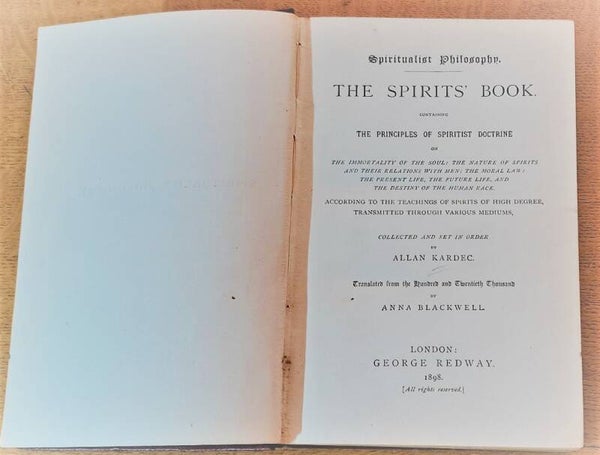 Spiritualist Philosophy.
THE SPIRITS' BOOK.
CONTAINING
THE PRINCIPLES OF SPIRITIST DOCTRINE
ON
THE IMMORTALITY OF THE SOUL: THE NATURE OF SPIRITS
AND THEIR RELATIONS WITH MEN: THE MORAL LAW:
THE PRESENT LIFE, THE FUTURE LIFE, AND
THE DESTINY OF THE HUMAN RACE.
ACCORDING TO THE TEACHINGS OF SPIRITS OF HIGH DEGREE,
TRANSMITTED THROUGH VARIOUS MEDIUMS,
COLLECTED AND SET IN ORDER
BY
ALLAN KARDEC.
Translated from the Hundred and Twentieth Thousand
BY
ANNA BLACKWELL.
LONDON:
GEORGE REDWAY.
1898.
[All rights reserved.]